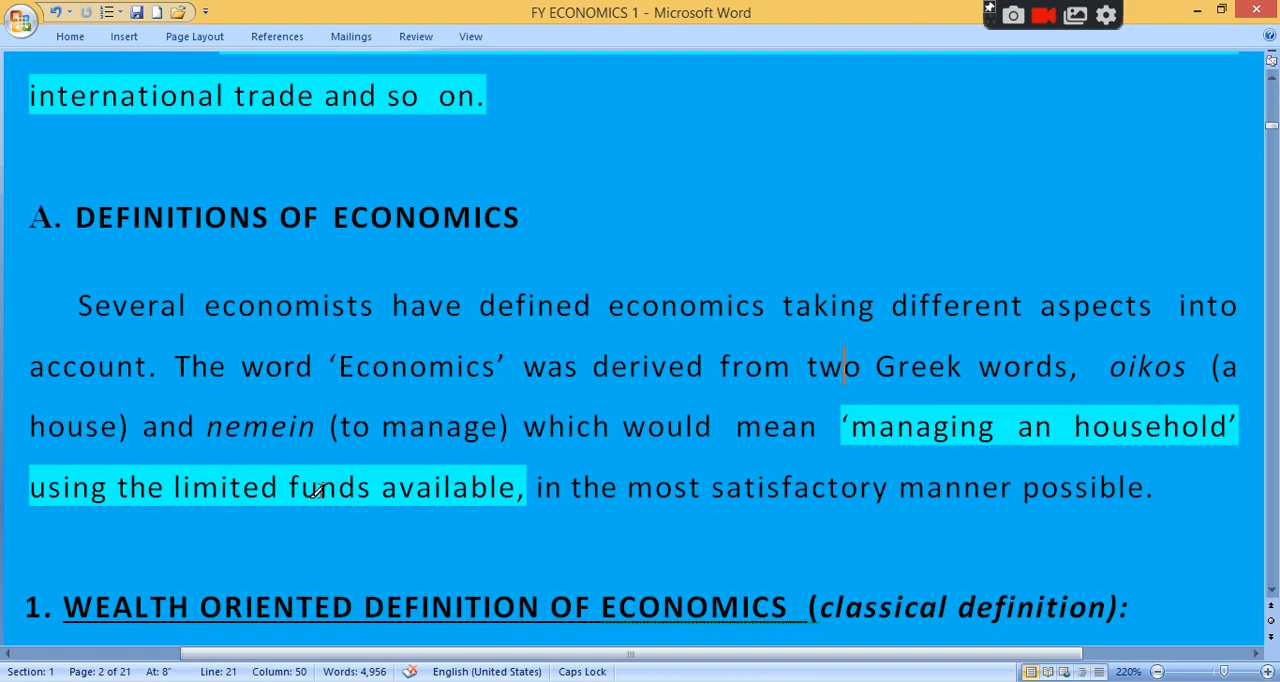 FY ECONOMICS 1 - Microsoft Word
Home Insert Page Layout References Mailings Review View
international trade and so on.
A. DEFINITIONS OF ECONOMICS
Several economists have defined economics taking different aspects into
account. The word ‘Economics’ was derived from two Greek words, oikos (a
house) and nemein (to manage) which would mean ‘managing an household’
using the limited funds available, in the most satisfactory manner possible.
1. WEALTH ORIENTED DEFINITION OF ECONOMICS (classical definition):
Section: 1 Page: 2 of 21 At: 8" Line: 21 Column: 50 Words: 4,956 English (United States) Caps Lock 220%